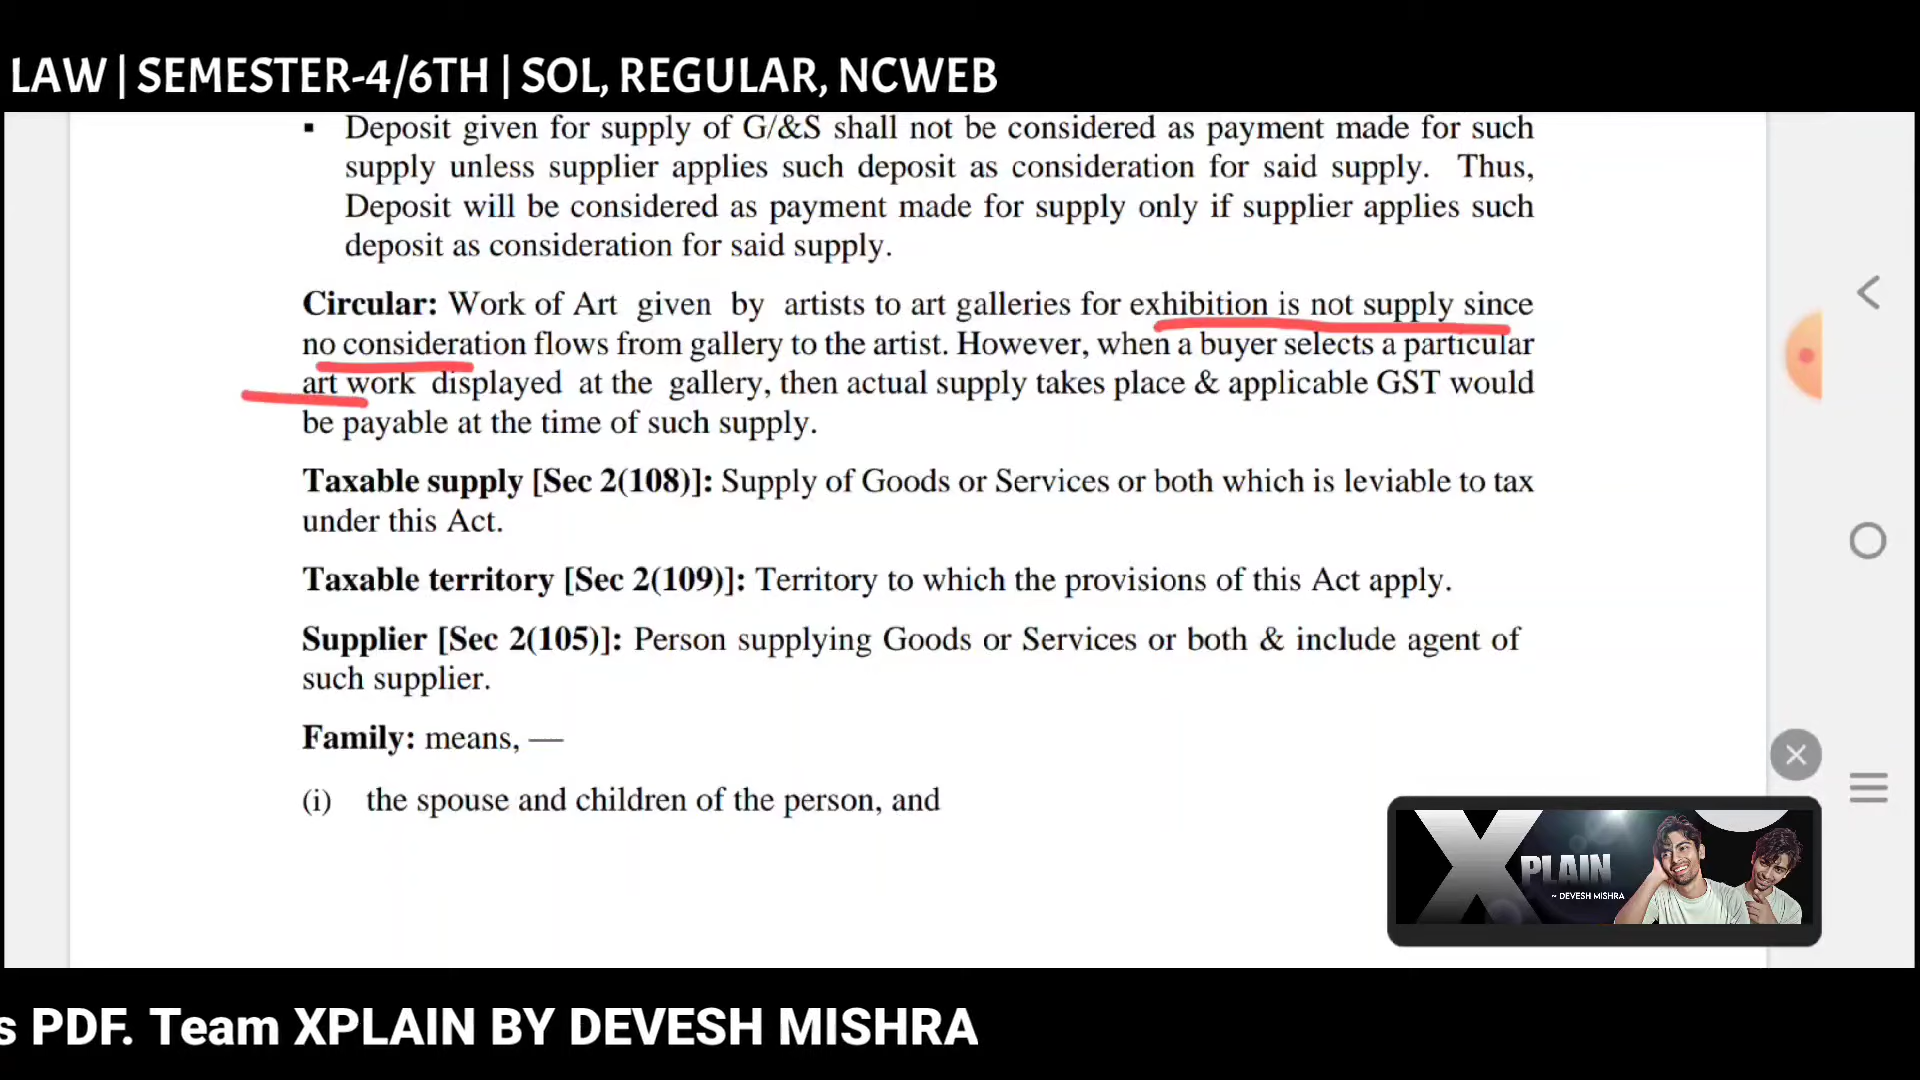 LAW | SEMESTER-4/6TH | SOL, REGULAR, NCWEB
▪ Deposit given for supply of G/&S shall not be considered as payment made for such
supply unless supplier applies such deposit as consideration for said supply. Thus,
Deposit will be considered as payment made for supply only if supplier applies such
deposit as consideration for said supply.
Circular: Work of Art given by artists to art galleries for exhibition is not supply since
no consideration flows from gallery to the artist. However, when a buyer selects a particular
art work displayed at the gallery, then actual supply takes place & applicable GST would
be payable at the time of such supply.
Taxable supply [Sec 2(108)]: Supply of Goods or Services or both which is leviable to tax
under this Act.
Taxable territory [Sec 2(109)]: Territory to which the provisions of this Act apply.
Supplier [Sec 2(105)]: Person supplying Goods or Services or both & include agent of
such supplier.
Family: means, —
(i) the spouse and children of the person, and
XPLAIN
~ DEVESH MISHRA
s PDF. Team XPLAIN BY DEVESH MISHRA